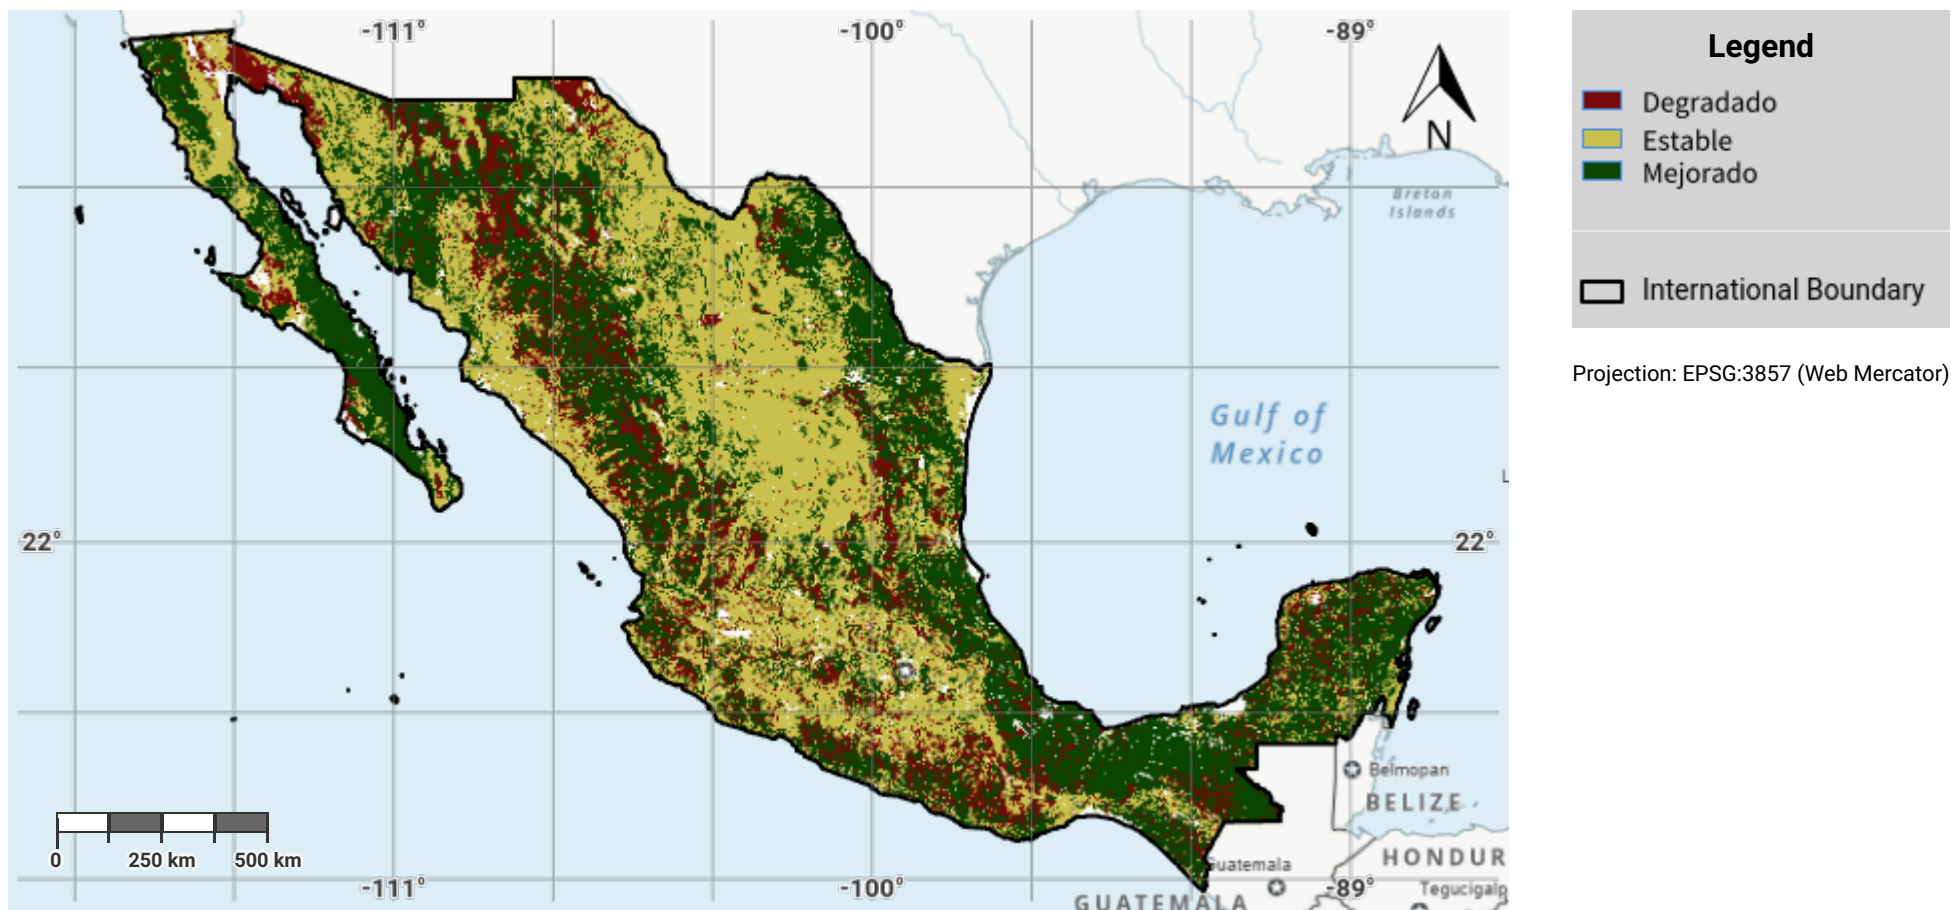 -111°
-100°
-89°
N
Breton
Islands
Gulf of
Mexico
22°
22°
Belmopan
BELIZE
0
250 km
500 km
Guatemala
HONDUR
-111°
-100°
-89°
Tegucigalp
GUATEMALA
Legend
Degradado
Estable
Mejorado
International Boundary
Projection: EPSG:3857 (Web Mercator)